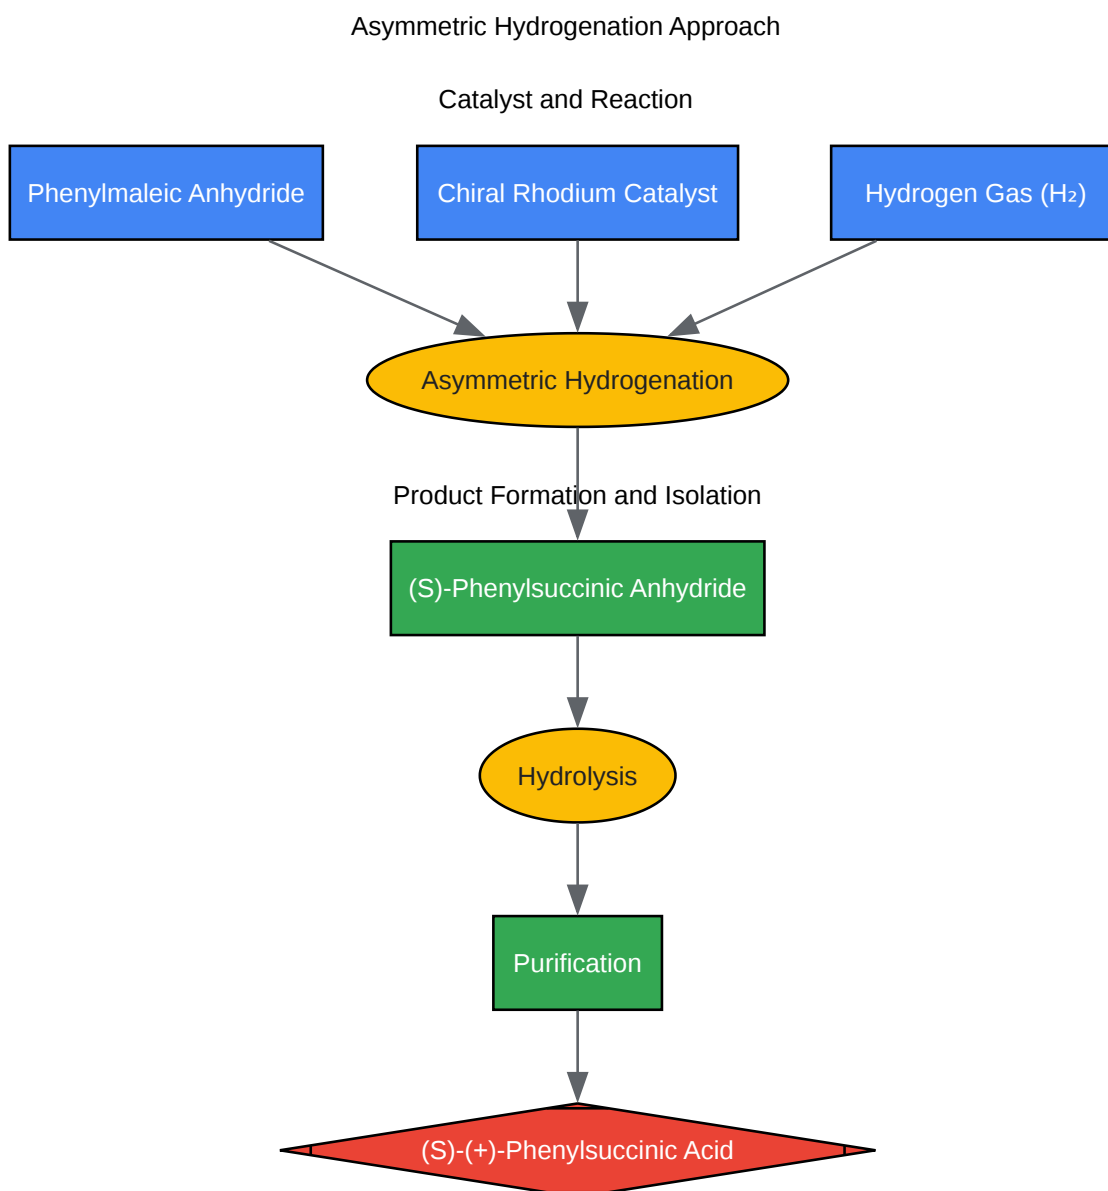 Asymmetric Hydrogenation Approach
Catalyst and Reaction
Phenylmaleic Anhydride
Chiral Rhodium Catalyst
Hydrogen Gas (H₂)
Asymmetric Hydrogenation
Product Formation and Isolation
(S)-Phenylsuccinic Anhydride
Hydrolysis
Purification
(S)-(+)-Phenylsuccinic Acid